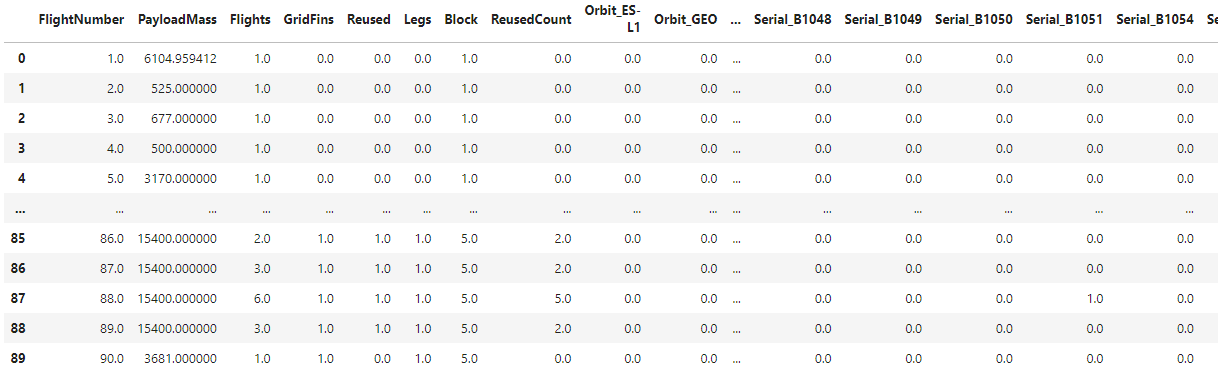 FlightNumber PayloadMass Flights GridFins Reused Legs Block ReusedCount Orbit_ES-L1 Orbit_GEO ... Serial_B1048 Serial_B1049 Serial_B1050 Serial_B1051 Serial_B1054
0 1.0 6104.959412 1.0 0.0 0.0 0.0 1.0 0.0 0.0 0.0 ... 0.0 0.0 0.0 0.0 0.0
1 2.0 525.000000 1.0 0.0 0.0 0.0 1.0 0.0 0.0 0.0 ... 0.0 0.0 0.0 0.0 0.0
2 3.0 677.000000 1.0 0.0 0.0 0.0 1.0 0.0 0.0 0.0 ... 0.0 0.0 0.0 0.0 0.0
3 4.0 500.000000 1.0 0.0 0.0 0.0 1.0 0.0 0.0 0.0 ... 0.0 0.0 0.0 0.0 0.0
4 5.0 3170.000000 1.0 0.0 0.0 0.0 1.0 0.0 0.0 0.0 ... 0.0 0.0 0.0 0.0 0.0
... ... ... ... ... ... ... ... ... ... ... ... ... ... ... ... ...
85 86.0 15400.000000 2.0 1.0 1.0 1.0 5.0 2.0 0.0 0.0 ... 0.0 0.0 0.0 0.0 0.0
86 87.0 15400.000000 3.0 1.0 1.0 1.0 5.0 2.0 0.0 0.0 ... 0.0 0.0 0.0 0.0 0.0
87 88.0 15400.000000 6.0 1.0 1.0 1.0 5.0 5.0 0.0 0.0 ... 0.0 0.0 0.0 1.0 0.0
88 89.0 15400.000000 3.0 1.0 1.0 1.0 5.0 2.0 0.0 0.0 ... 0.0 0.0 0.0 0.0 0.0
89 90.0 3681.000000 1.0 1.0 0.0 1.0 5.0 0.0 0.0 0.0 ... 0.0 0.0 0.0 0.0 0.0